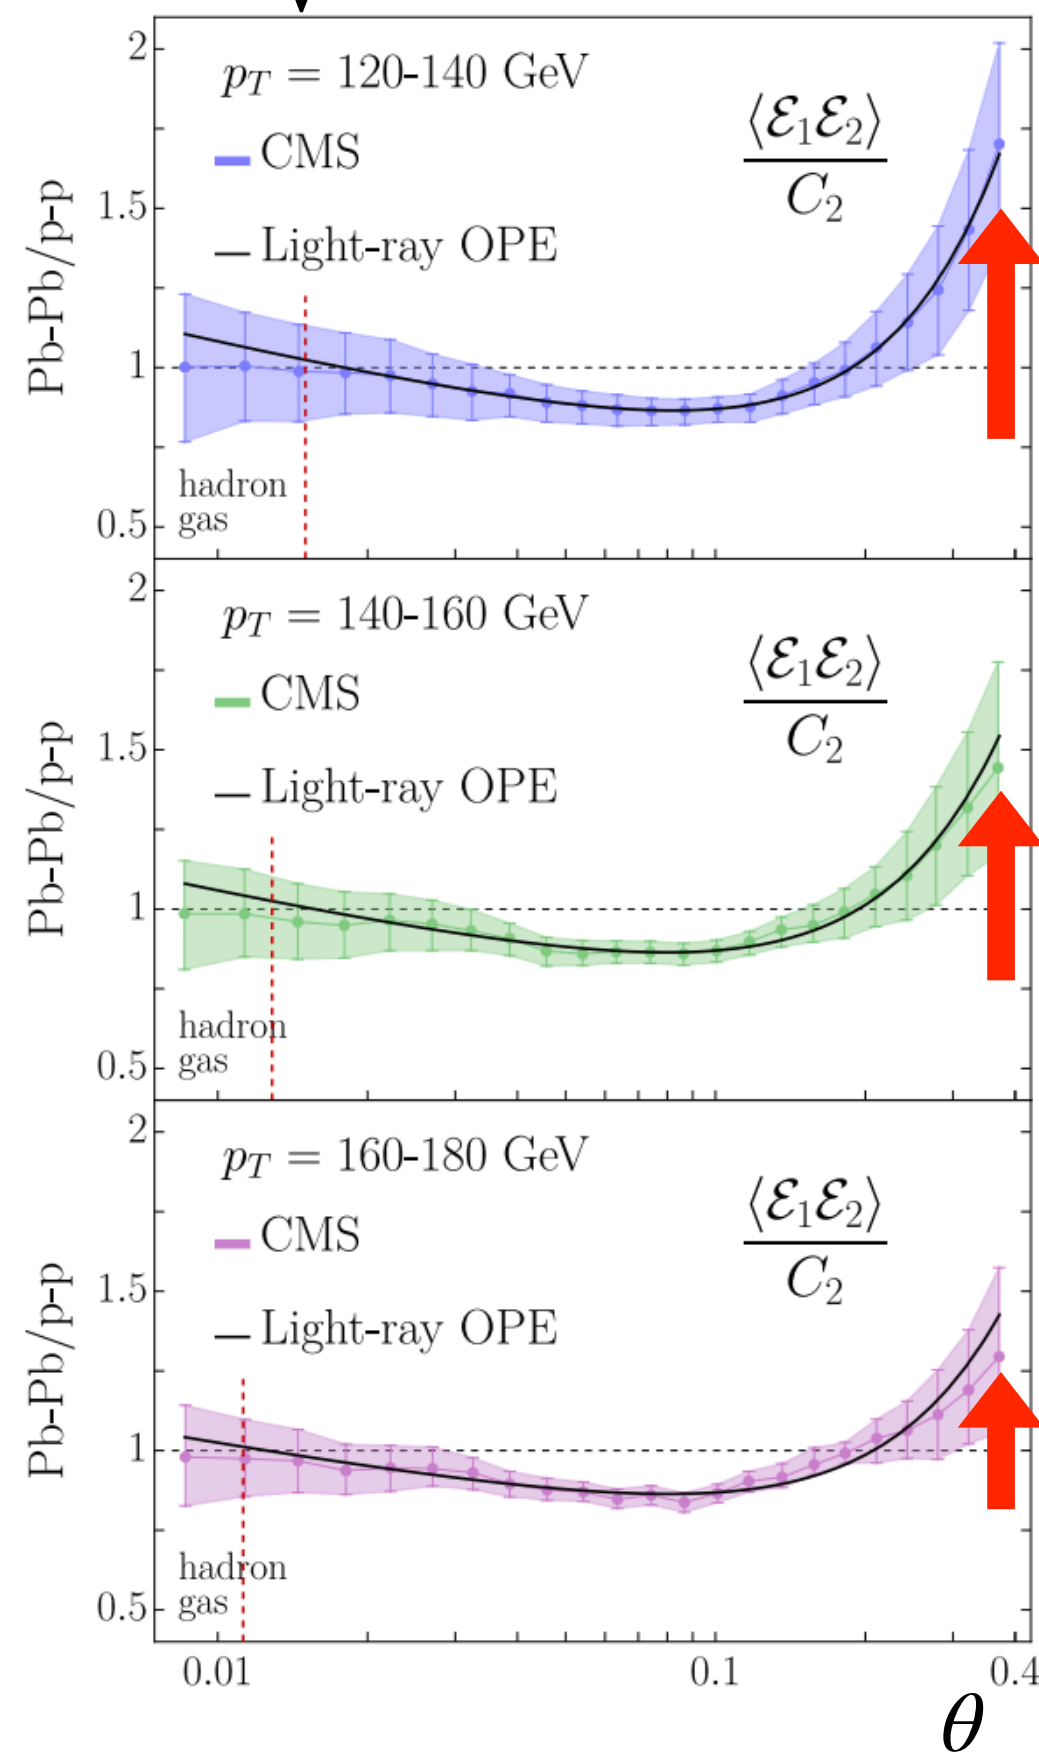 2
p_T = 120-140 GeV
⟨ℰ₁ℰ₂⟩
CMS
C₂
1.5
Light-ray OPE
Pb-Pb/p-p
1
hadron
gas
0.5
2
p_T = 140-160 GeV
⟨ℰ₁ℰ₂⟩
CMS
C₂
1.5
Light-ray OPE
Pb-Pb/p-p
1
hadron
gas
0.5
2
p_T = 160-180 GeV
⟨ℰ₁ℰ₂⟩
CMS
C₂
1.5
Light-ray OPE
Pb-Pb/p-p
1
hadron
gas
0.5
0.01 0.1 0.4
θ